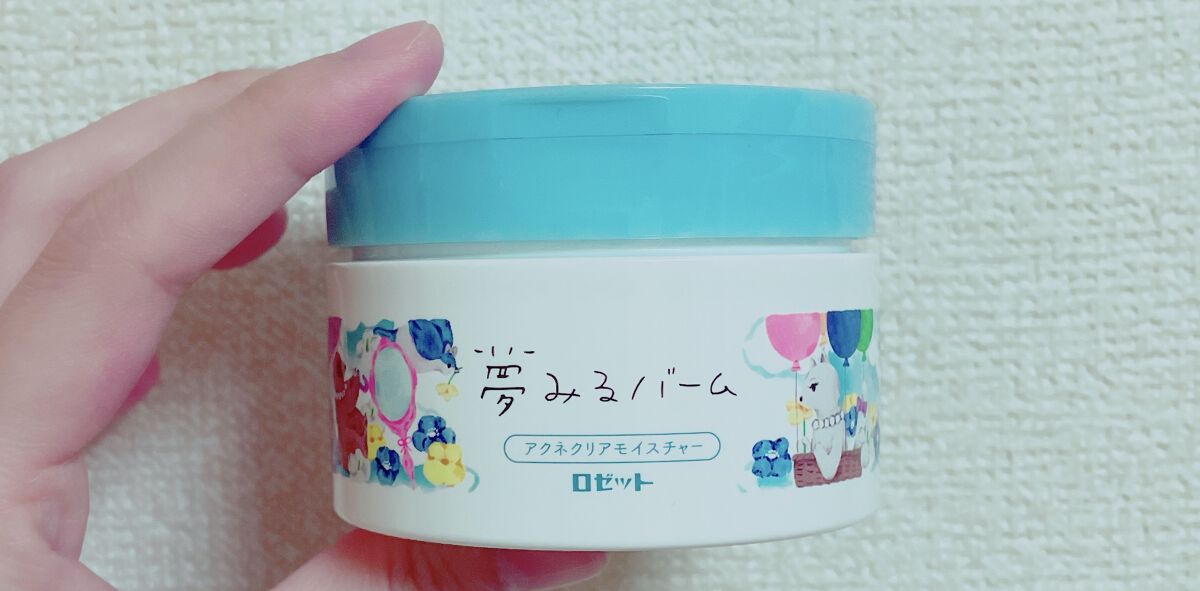 夢みるバーム
アクネクリアモイスチャー
ロゼット